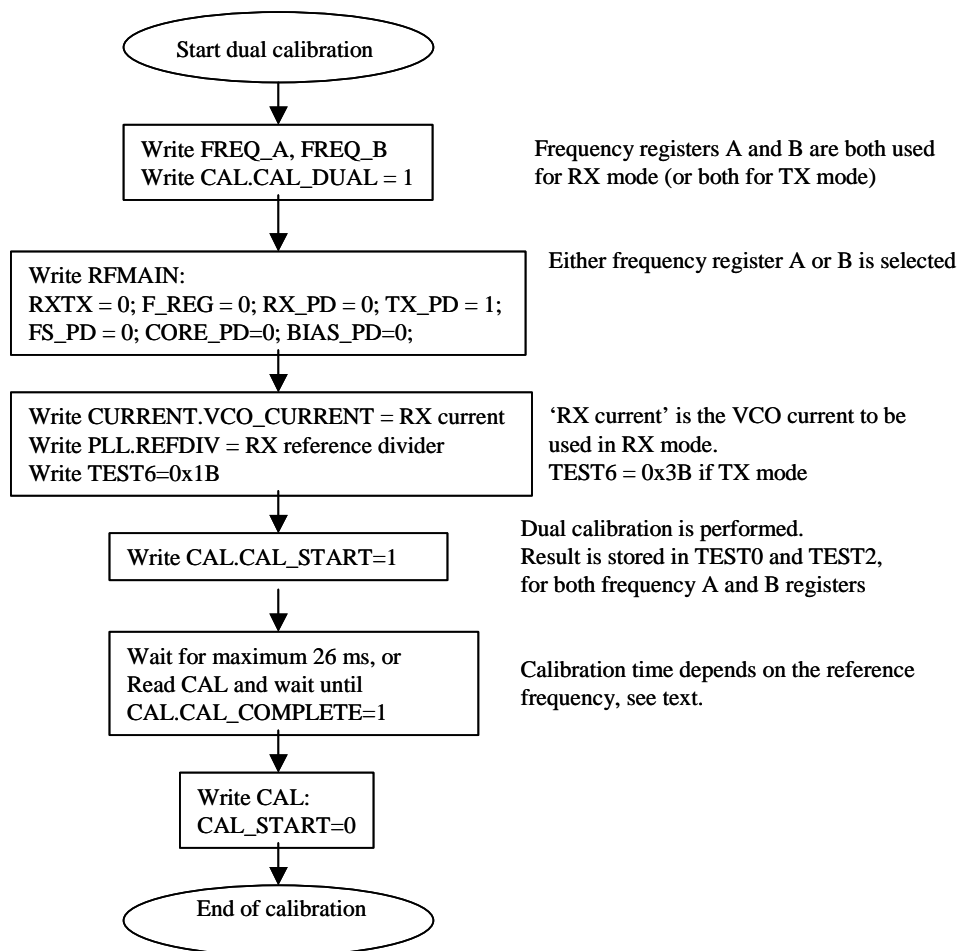 Start dual calibration
Write FREQ_A, FREQ_B
Write CAL.CAL_DUAL = 1
Frequency registers A and B are both used
for RX mode (or both for TX mode)
Write RFMAIN:
RXTX = 0; F_REG = 0; RX_PD = 0; TX_PD = 1;
FS_PD = 0; CORE_PD=0; BIAS_PD=0;
Either frequency register A or B is selected
Write CURRENT.VCO_CURRENT = RX current
Write PLL.REFDIV = RX reference divider
Write TEST6=0x1B
‘RX current’ is the VCO current to be
used in RX mode.
TEST6 = 0x3B if TX mode
Write CAL.CAL_START=1
Dual calibration is performed.
Result is stored in TEST0 and TEST2,
for both frequency A and B registers
Wait for maximum 26 ms, or
Read CAL and wait until
CAL.CAL_COMPLETE=1
Calibration time depends on the reference
frequency, see text.
Write CAL:
CAL_START=0
End of calibration